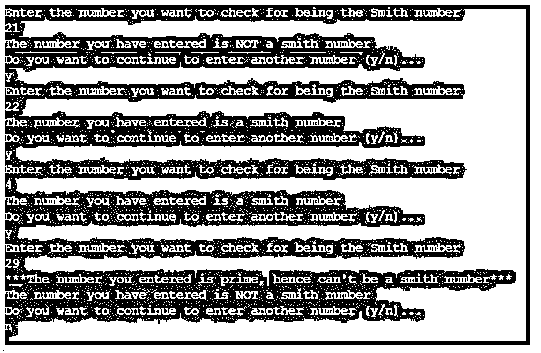 Enter the number you want to check for being the Smith number
21
The number you have entered is NOT a smith number
Do you want to continue to enter another number (y/n)...
y
Enter the number you want to check for being the Smith number
22
The number you have entered is a smith number
Do you want to continue to enter another number (y/n)...
y
Enter the number you want to check for being the Smith number
4
The number you have entered is a smith number
Do you want to continue to enter another number (y/n)...
y
Enter the number you want to check for being the Smith number
29
***The number you entered is prime, hence can't be a smith number***
The number you have entered is NOT a smith number
Do you want to continue to enter another number (y/n)...
n